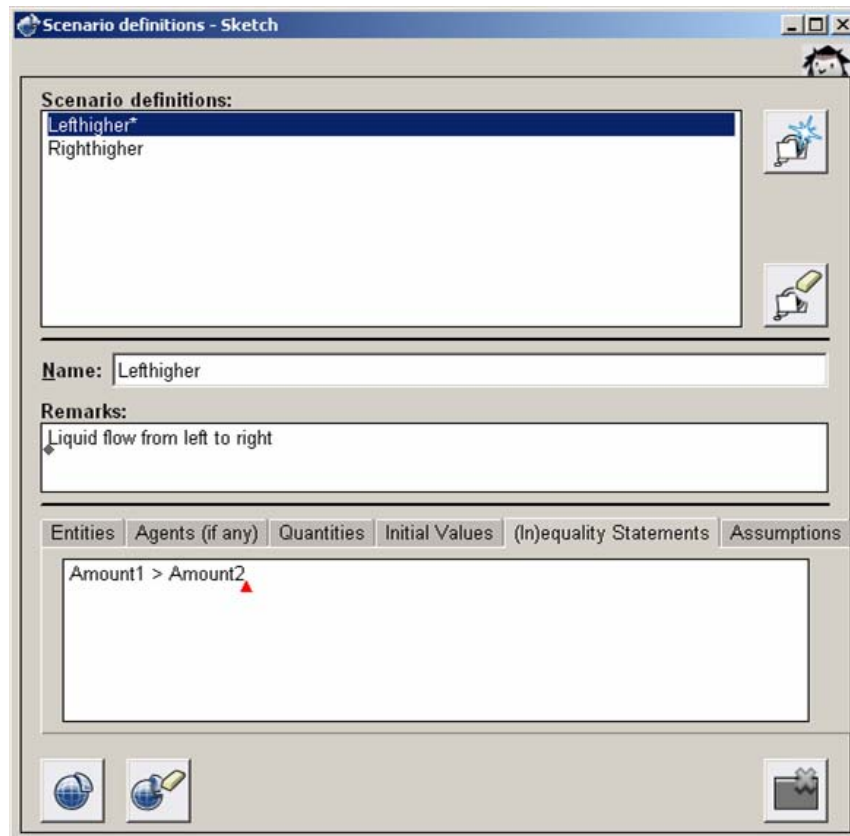 Scenario definitions - Sketch
Scenario definitions:
Lefthigher*
Righthigher
Name: Lefthigher
Remarks:
Liquid flow from left to right
Entities Agents (if any) Quantities Initial Values (In)equality Statements Assumptions
Amount1 > Amount2